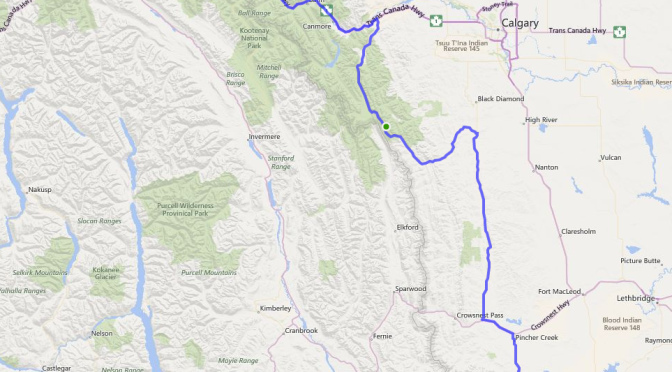 Ball Range
Canmore
Trans Canada Hwy
1
Stoney Trail
Calgary
Kootenay
National
Park
Tsuu T'ina Indian
Reserve 145
Trans Canada Hwy
1
Siksika Indian
Reserve
Brisco
Range
Mitchell
Range
Black Diamond
High River
Invermere
Stanford
Range
Nanton
Vulcan
Nakusp
Purcell Wilderness
Provincial Park
Slocan Ranges
Elkford
Claresholm
Selkirk Mountains
Kokanee
Glacier
Purcell Mountains
Picture Butte
Valhalla Ranges
Sparwood
Fort MacLeod
Lethbridge
Kimberley
Crowsnest Pass
Crowsnest Hwy
Blood Indian
Reserve 148
Nelson
Cranbrook
Fernie
Pincher Creek
Raymond
Moyie Range
Castlegar
Nelson Range